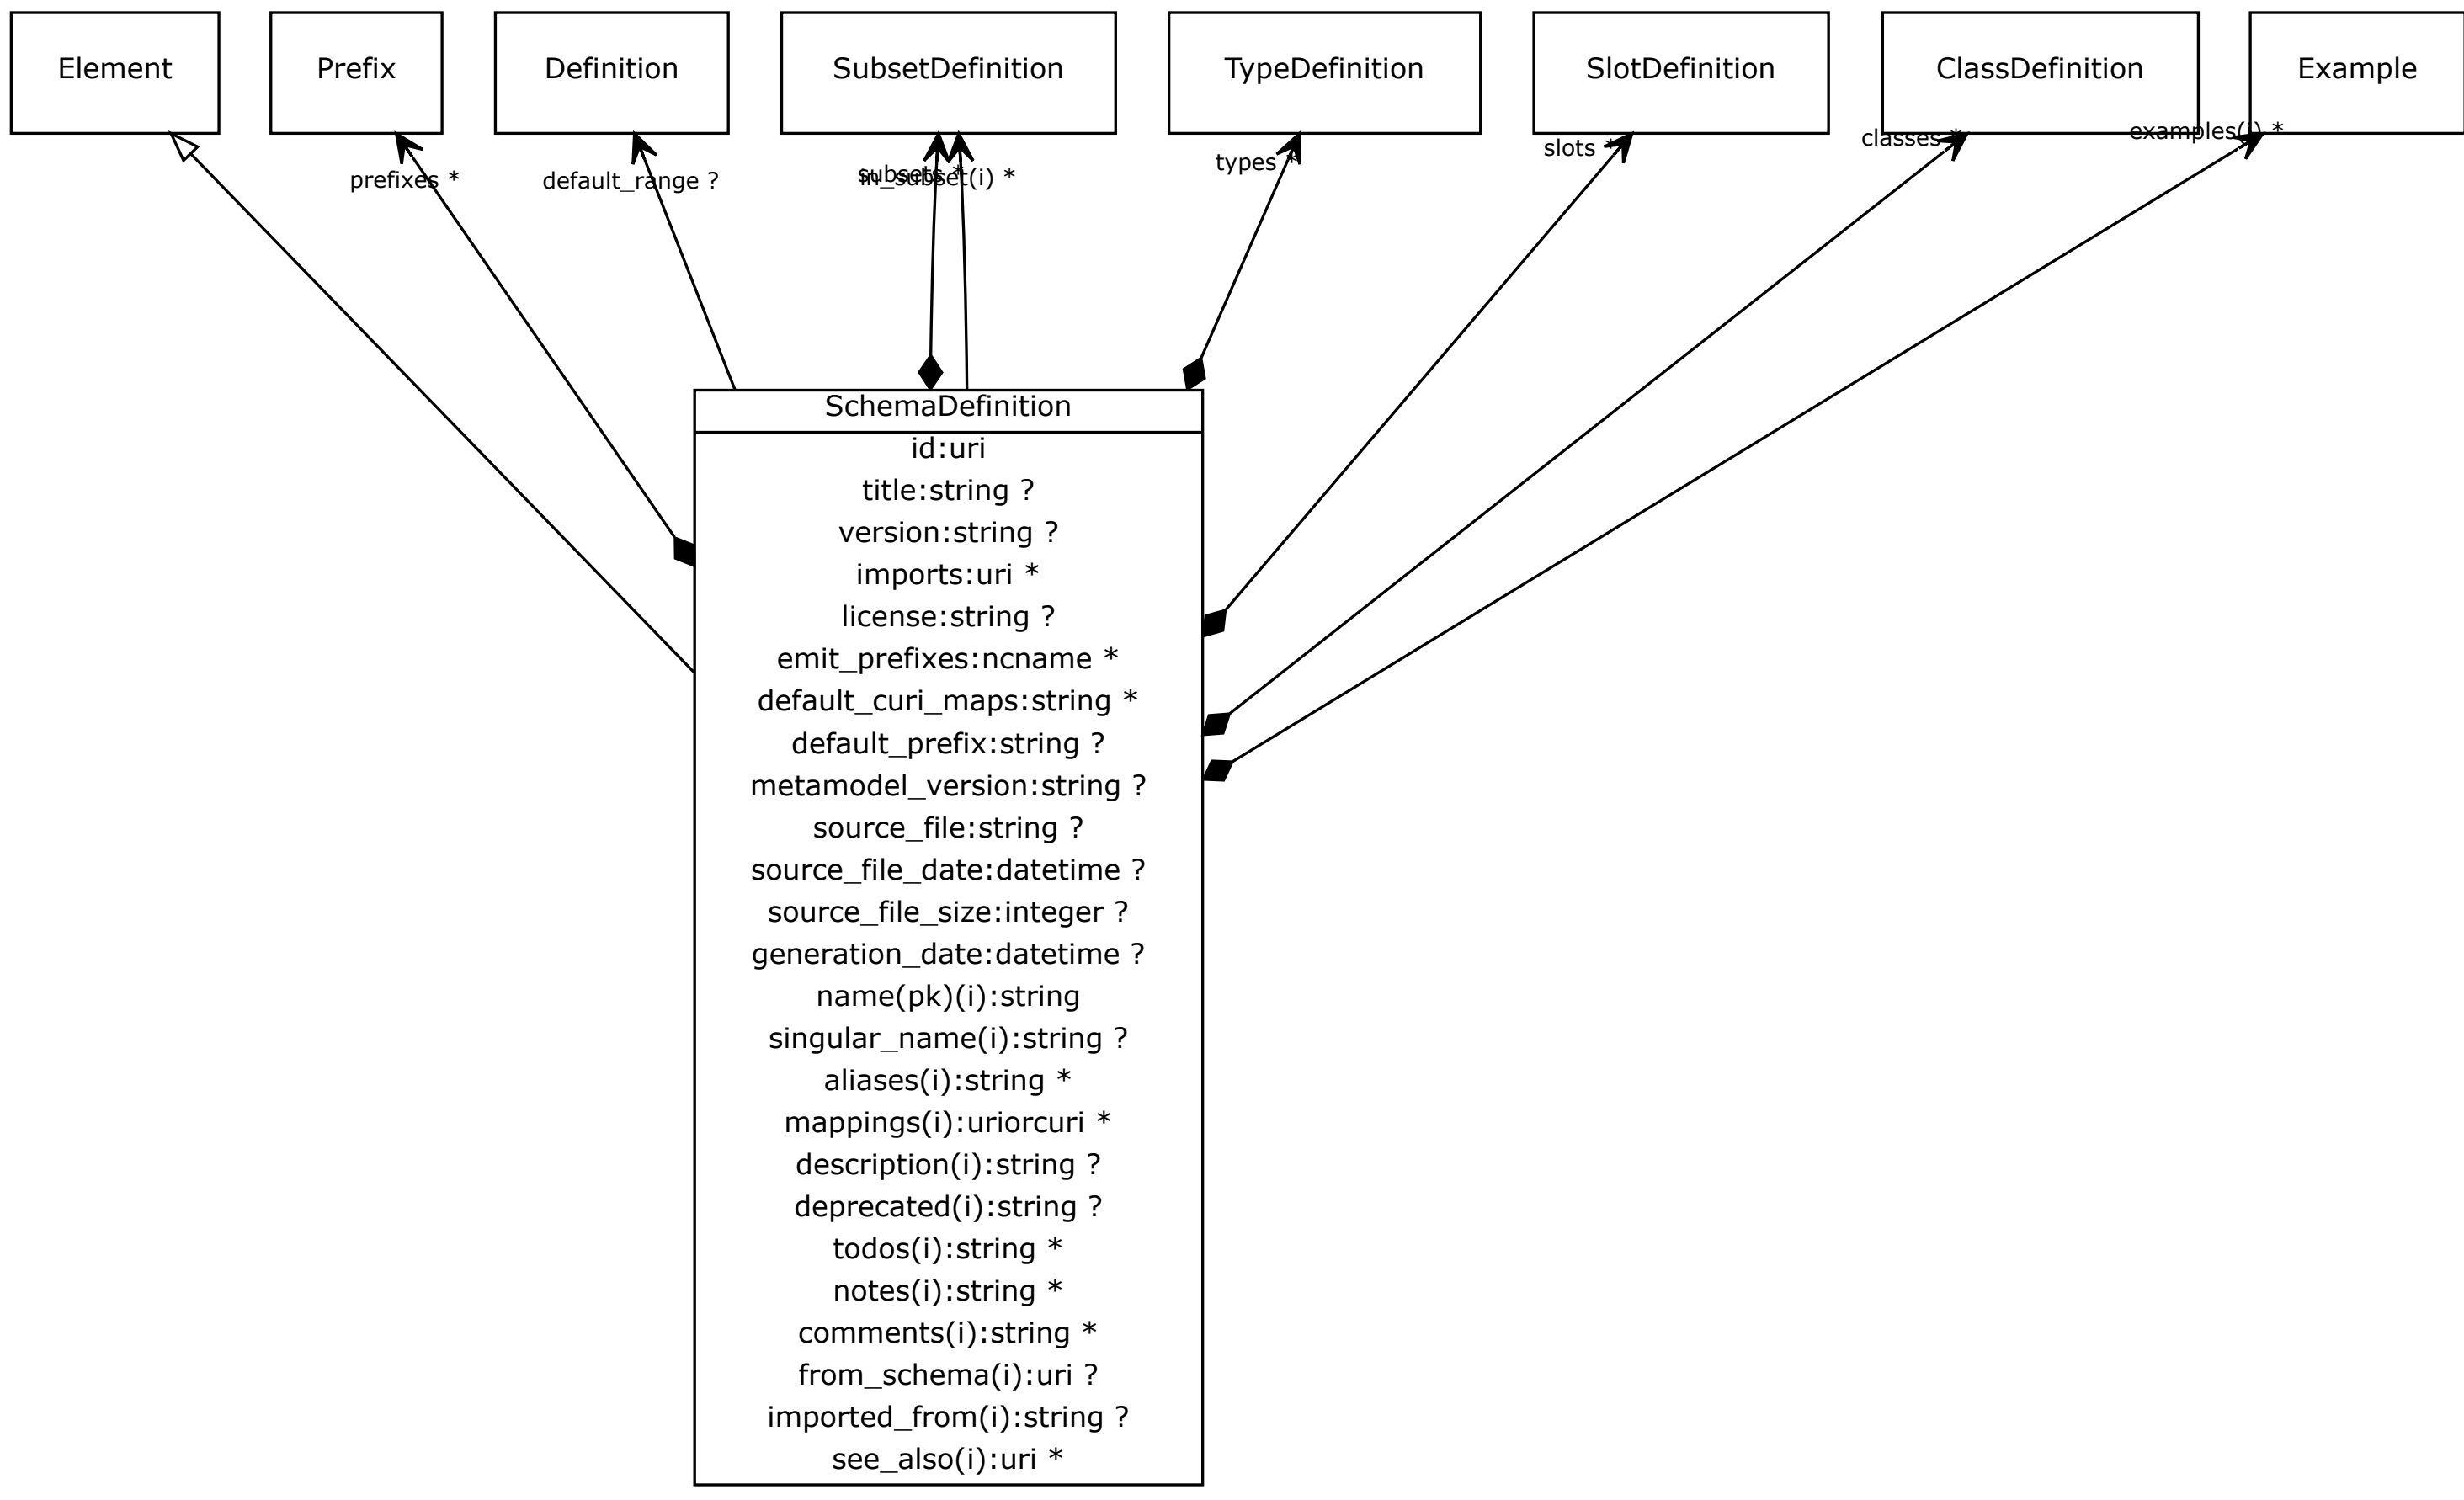 Element
Prefix
Definition
SubsetDefinition
TypeDefinition
SlotDefinition
ClassDefinition
Example
prefixes *
default_range ?
subsets *
in_subset(i) *
types *
slots *
classes *
examples(i) *
SchemaDefinition
id:uri
title:string ?
version:string ?
imports:uri *
license:string ?
emit_prefixes:ncname *
default_curi_maps:string *
default_prefix:string ?
metamodel_version:string ?
source_file:string ?
source_file_date:datetime ?
source_file_size:integer ?
generation_date:datetime ?
name(pk)(i):string
singular_name(i):string ?
aliases(i):string *
mappings(i):uriorcuri *
description(i):string ?
deprecated(i):string ?
todos(i):string *
notes(i):string *
comments(i):string *
from_schema(i):uri ?
imported_from(i):string ?
see_also(i):uri *